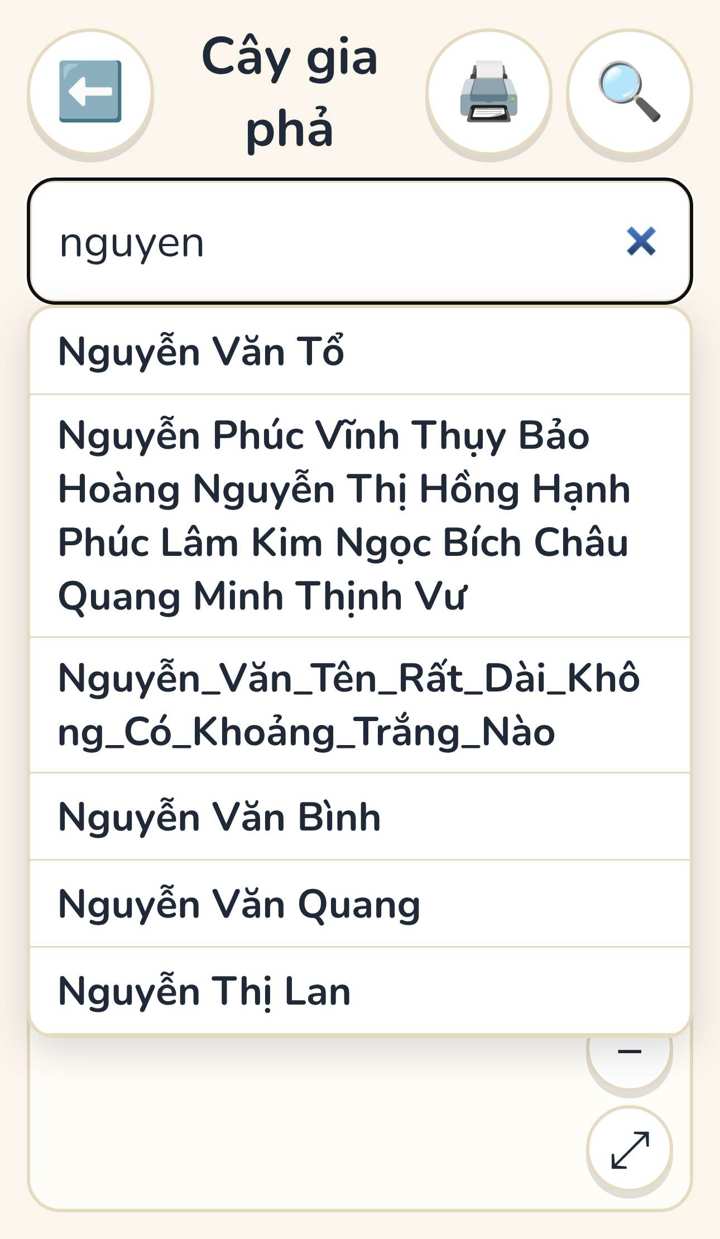 Cây gia
phả
nguyen
Nguyễn Văn Tổ
Nguyễn Phúc Vĩnh Thụy Bảo
Hoàng Nguyễn Thị Hồng Hạnh
Phúc Lâm Kim Ngọc Bích Châu
Quang Minh Thịnh Vư
Nguyễn_Văn_Tên_Rất_Dài_Khô
ng_Có_Khoảng_Trắng_Nào
Nguyễn Văn Bình
Nguyễn Văn Quang
Nguyễn Thị Lan